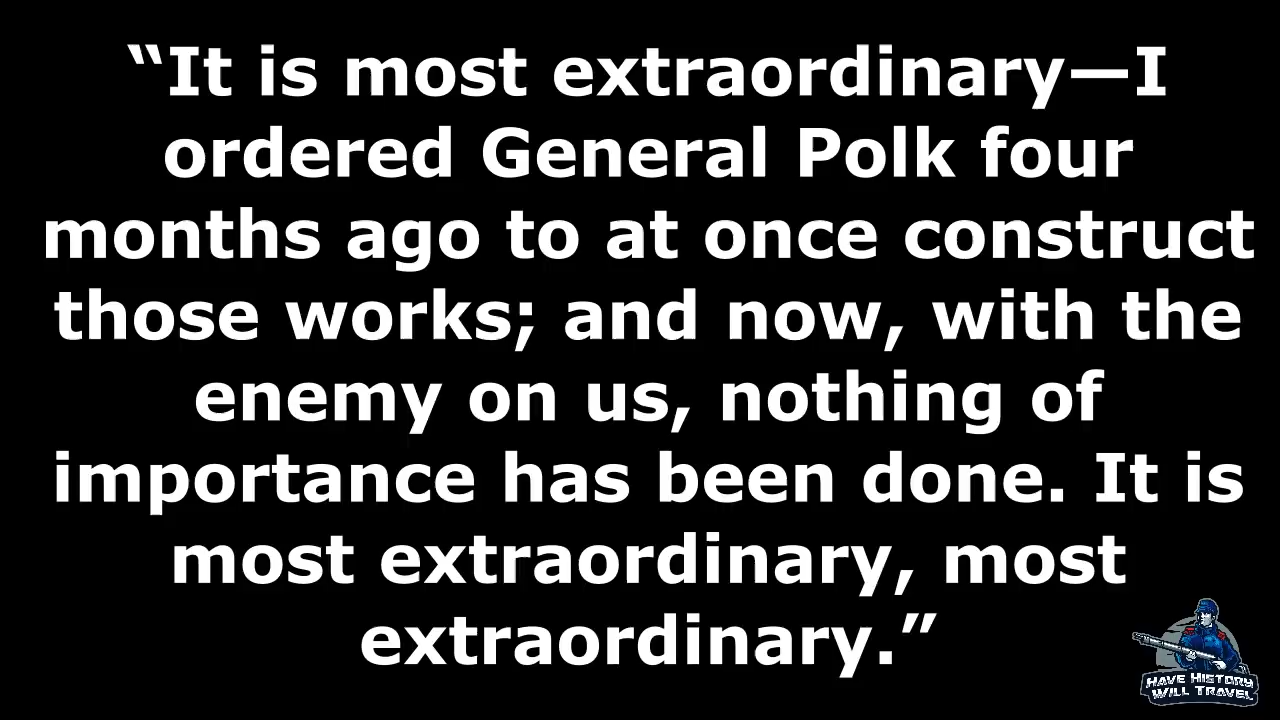 “It is most extraordinary—I
ordered General Polk four
months ago to at once construct
those works; and now, with the
enemy on us, nothing of
importance has been done. It is
most extraordinary, most
extraordinary.”
HAVE HISTORY
WILL TRAVEL